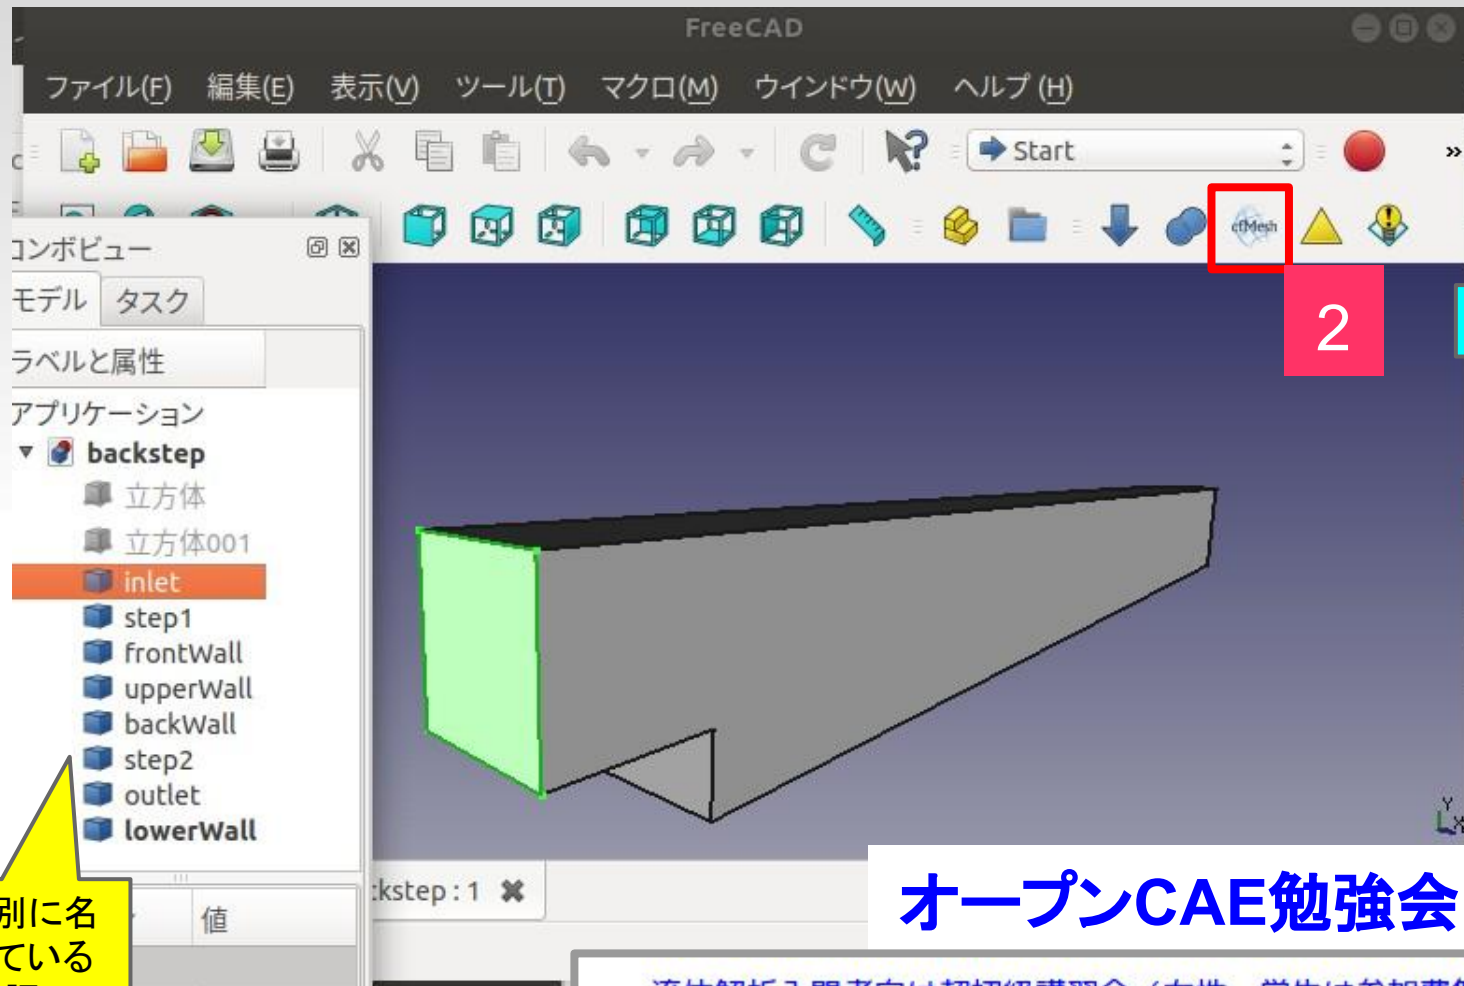 FreeCAD
ファイル(F) 編集(E) 表示(V) ツール(T) マクロ(M) ウインドウ(W) ヘルプ (H)
Start
»
コンボビュー
cfMesh
モデル タスク
2
ラベルと属性
アプリケーション
backstep
立方体
立方体001
inlet
step1
frontWall
upperWall
backWall
step2
outlet
lowerWall
Y
X
kstep : 1
オープンCAE勉強会
別に名
値
ている